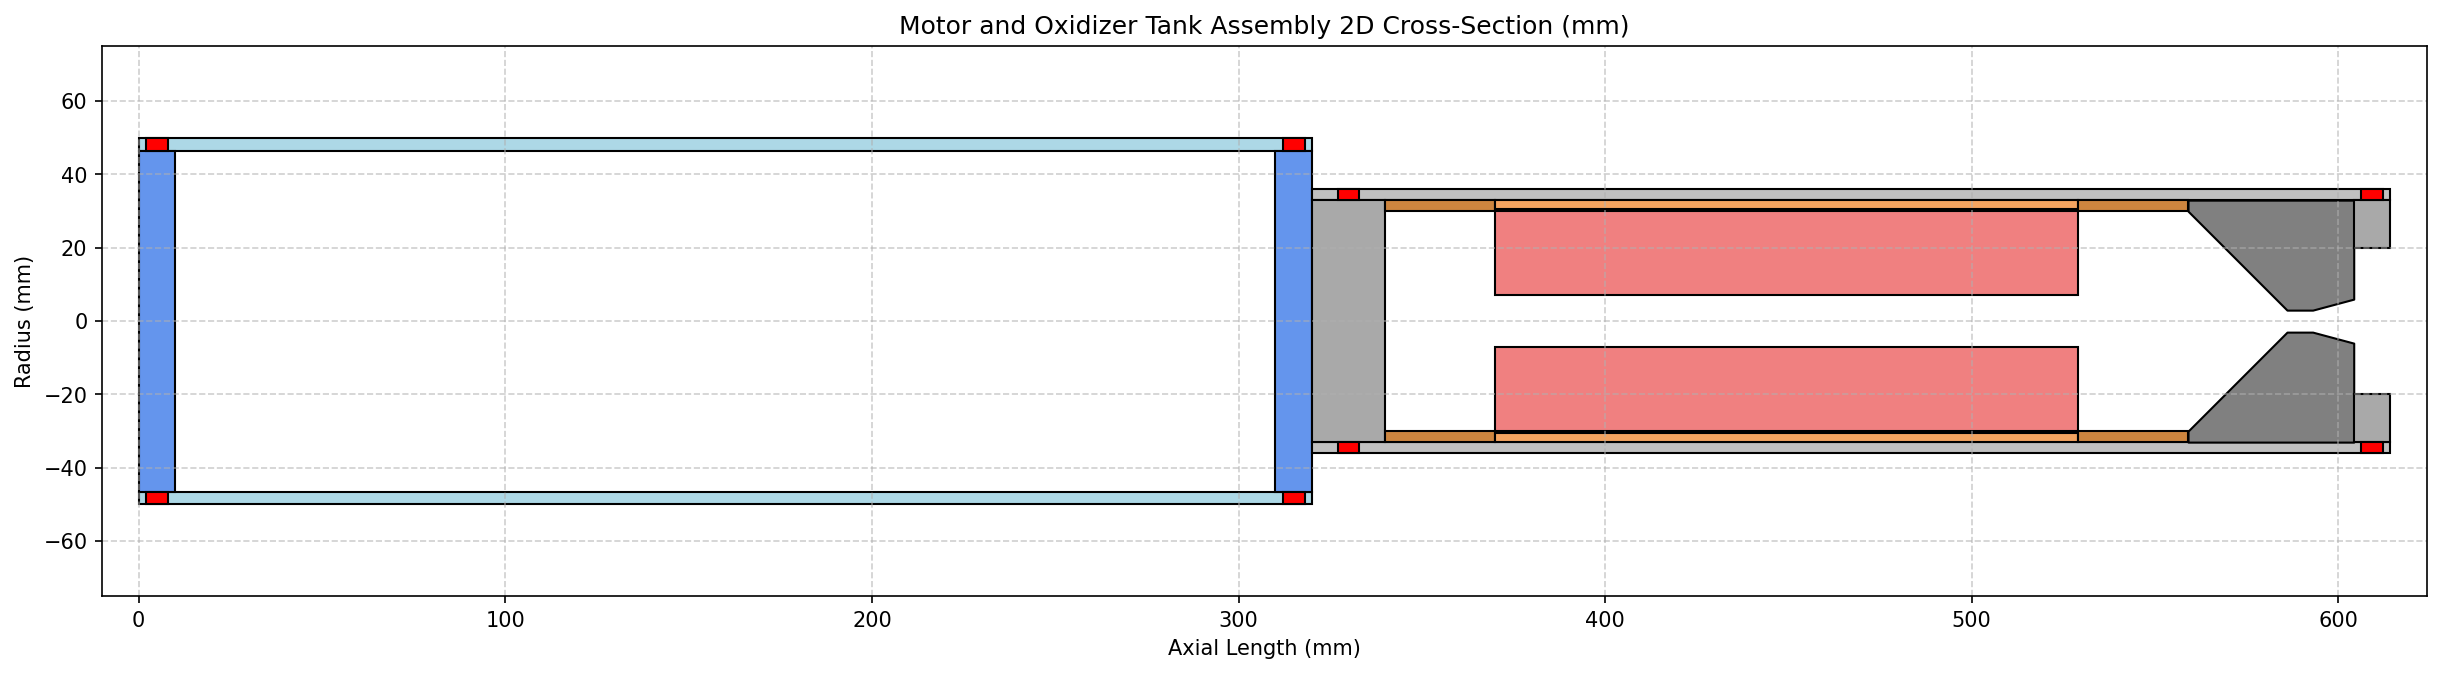 Motor and Oxidizer Tank Assembly 2D Cross-Section (mm)
60
40
20
0
−20
−40
−60
Radius (mm)
0 100 200 300 400 500 600
Axial Length (mm)